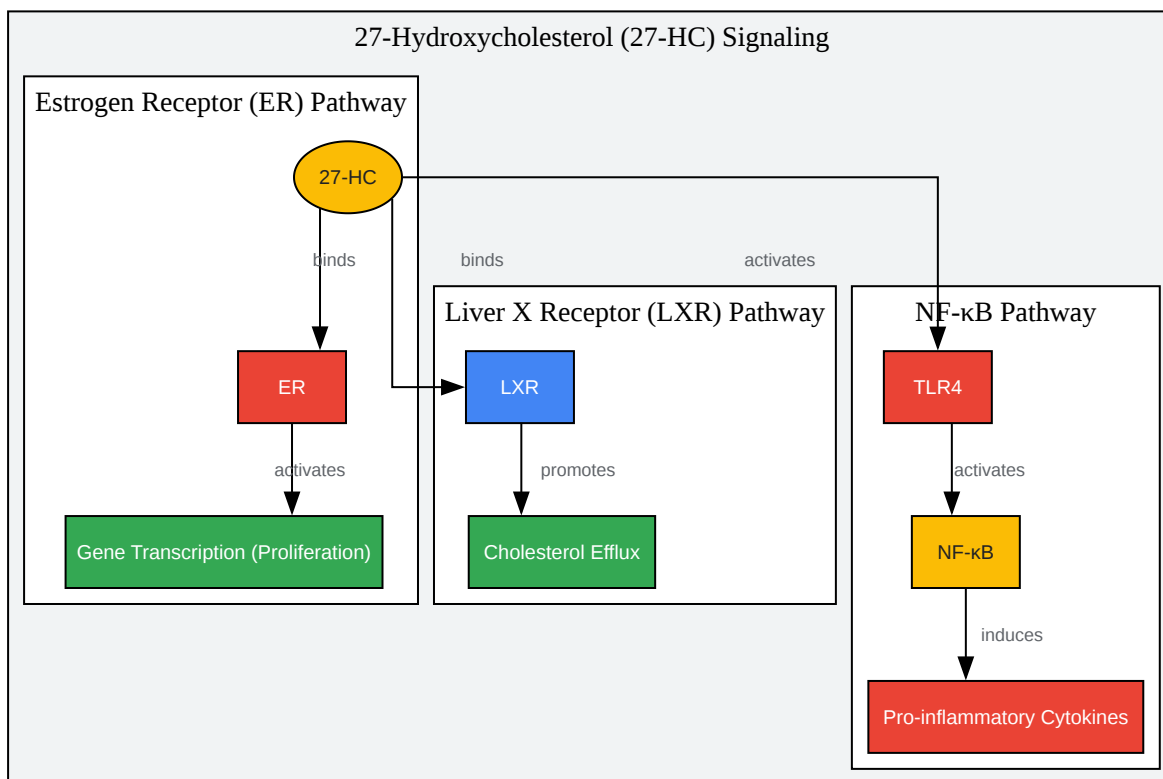 27-Hydroxycholesterol (27-HC) Signaling
Estrogen Receptor (ER) Pathway
27-HC
binds
binds
activates
Liver X Receptor (LXR) Pathway
NF-κB Pathway
ER
LXR
TLR4
activates
promotes
activates
Gene Transcription (Proliferation)
Cholesterol Efflux
NF-κB
induces
Pro-inflammatory Cytokines